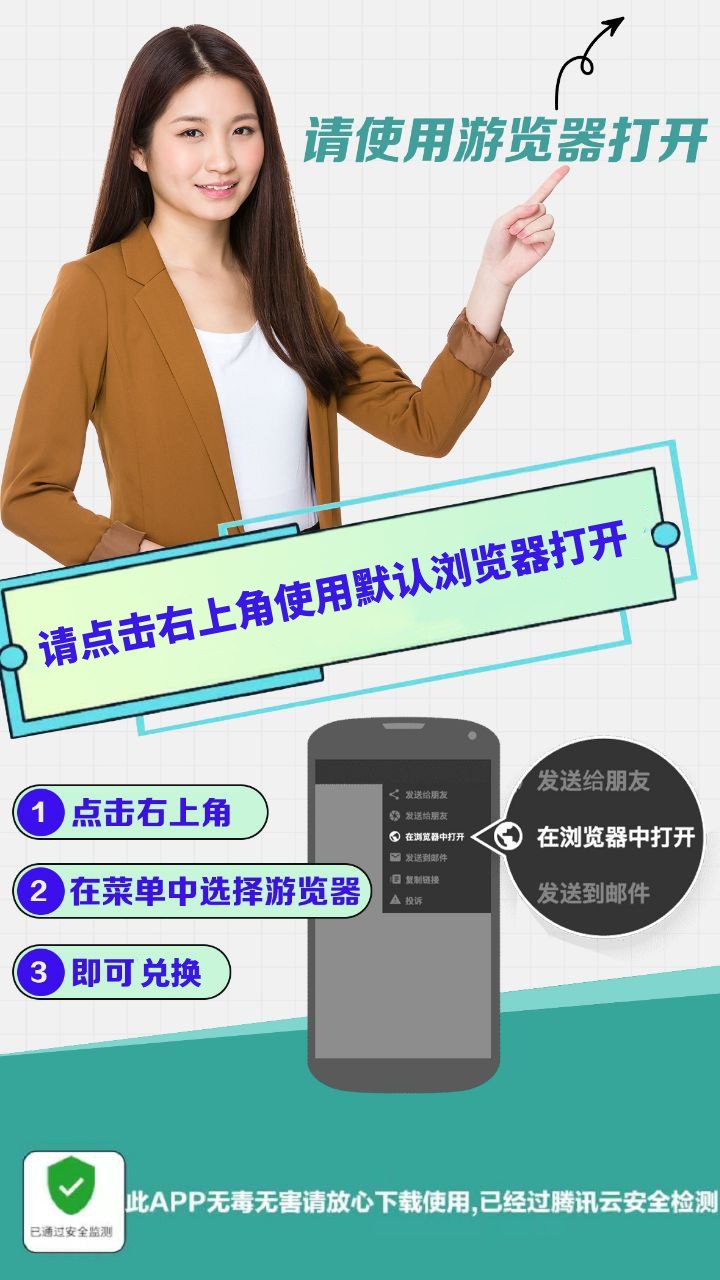 请使用游览器打开
请点击右上角使用默认浏览器打开
1 点击右上角
2 在菜单中选择游览器
3 即可 兑换
发送给朋友
发送给朋友
在浏览器中打开
发送到邮件
复制链接
投诉
发送给朋友
在浏览器中打开
发送到邮件
已通过安全监测
此APP无毒无害请放心下载使用,已经过腾讯云安全检测